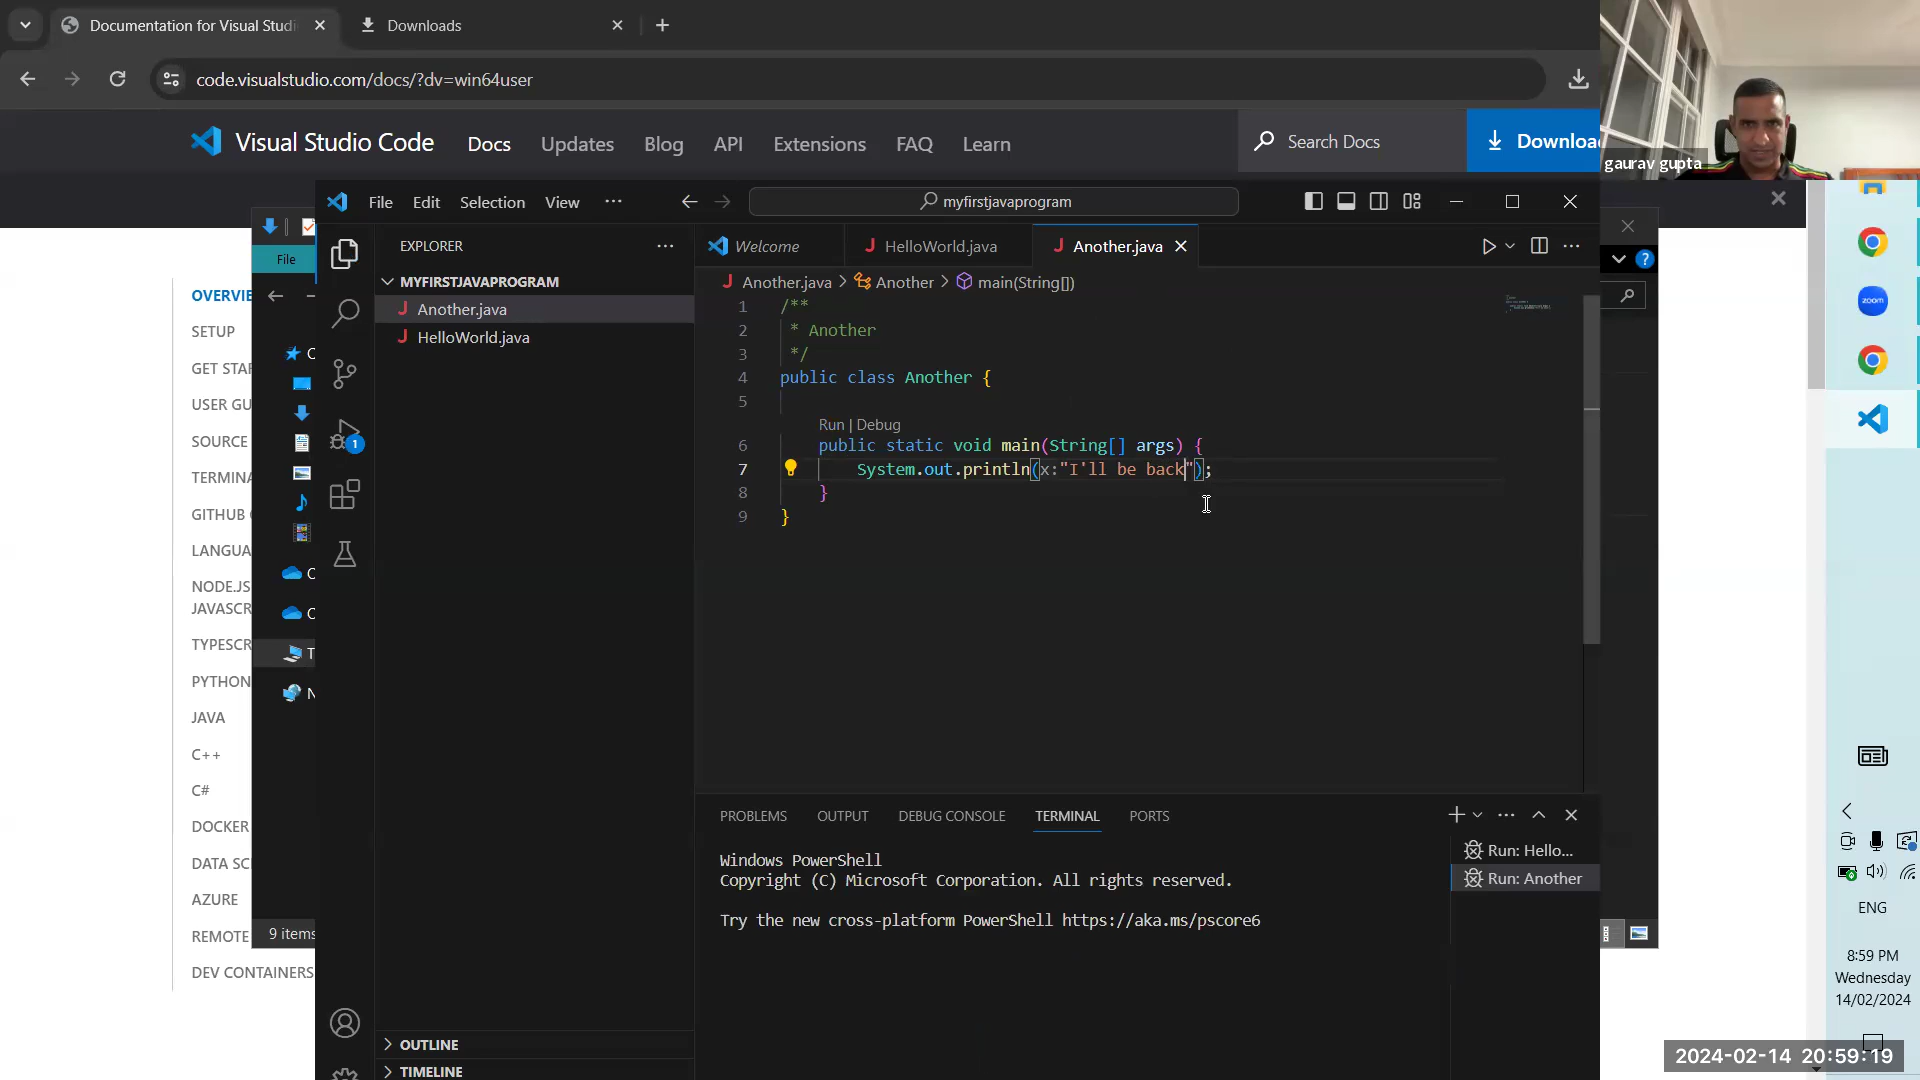 Documentation for Visual Studi
Downloads
code.visualstudio.com/docs/?dv=win64user
Visual Studio Code
Docs
Updates
Blog
API
Extensions
FAQ
Learn
Search Docs
Downloa
gaurav gupta
File
Edit
Selection
View
myfirstjavaprogram
File
OVERVIE
SETUP
GET STA
USER GU
SOURCE
TERMINA
GITHUB
LANGUA
NODE.JS
JAVASCR
TYPESCR
PYTHON
JAVA
C++
C#
DOCKER
DATA SC
AZURE
REMOTE
DEV CONTAINERS
9 items
EXPLORER
MYFIRSTJAVAPROGRAM
Another.java
HelloWorld.java
OUTLINE
TIMELINE
1
Welcome
HelloWorld.java
Another.java
Another.java > Another > main(String[])
1 /**
2 * Another
3 */
4 public class Another {
5
Run | Debug
6 public static void main(String[] args) {
7 System.out.println(x:"I'll be back");
8 }
9 }
PROBLEMS
OUTPUT
DEBUG CONSOLE
TERMINAL
PORTS
Windows PowerShell
Copyright (C) Microsoft Corporation. All rights reserved.
Try the new cross-platform PowerShell https://aka.ms/pscore6
Run: Hello...
Run: Another
zoom
ENG
8:59 PM
Wednesday
14/02/2024
2024-02-14 20:59:19